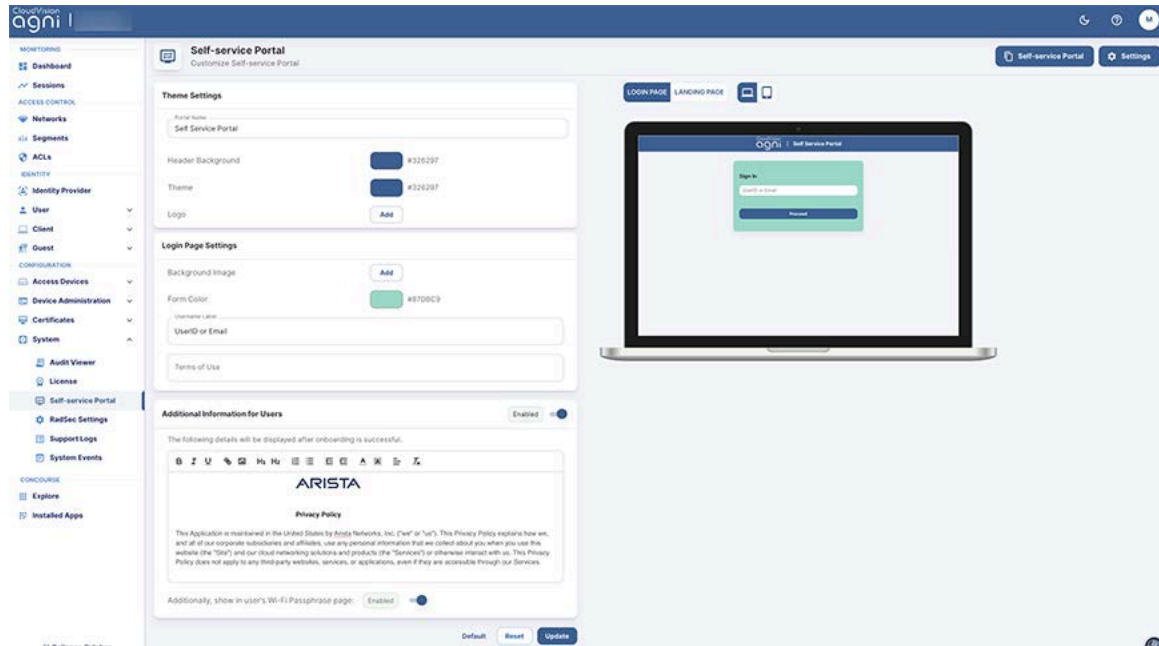 CloudVision
agni |
M
MONITORING
Dashboard
Sessions
ACCESS CONTROL
Networks
Segments
ACLs
IDENTITY
Identity Provider
User
Client
Guest
CONFIGURATION
Access Devices
Device Administration
Certificates
System
Audit Viewer
License
Self-service Portal
RadSec Settings
Support Logs
System Events
CONCOURSE
Explore
Installed Apps
Self-service Portal
Customize Self-service Portal
Self-service Portal
Settings
Theme Settings
Portal Name
Self Service Portal
Header Background #326297
Theme #326297
Logo Add
Login Page Settings
Background Image Add
Form Color
Username Label
UserID or Email
Terms of Use
Additional Information for Users Enabled
The following details will be displayed after onboarding is successful.
B I U H1 H2
ARISTA
Privacy Policy
This Application is maintained in the United States by Arista Networks, Inc. ("we" or "us"). This Privacy Policy explains how we,
and all of our corporate subsidiaries and affiliates, use any personal information that we collect about you when you use this
website (the "Site") and our cloud networking solutions and products (the "Services") or otherwise interact with us. This Privacy
Policy does not apply to any third-party websites, services, or applications, even if they are accessible through our Services.
Additionally, show in user's Wi-Fi Passphrase page: Enabled
Default Reset Update
LOGIN PAGE LANDING PAGE
CloudVision
agni | Self Service Portal
Sign In
UserID or Email
Proceed